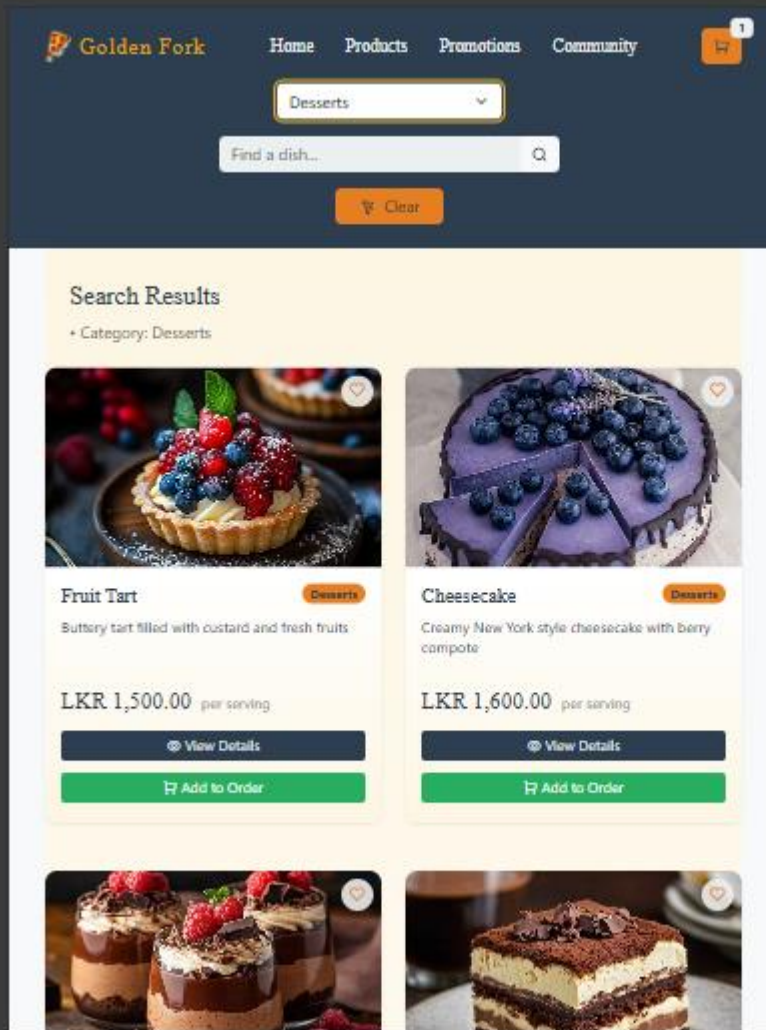 Golden Fork Home Products Promotions Community 1
Desserts
Find a dish...
Clear
Search Results
• Category: Desserts
Fruit Tart Desserts
Buttery tart filled with custard and fresh fruits
LKR 1,500.00 per serving
View Details
Add to Order
Cheesecake Desserts
Creamy New York style cheesecake with berry
compote
LKR 1,600.00 per serving
View Details
Add to Order